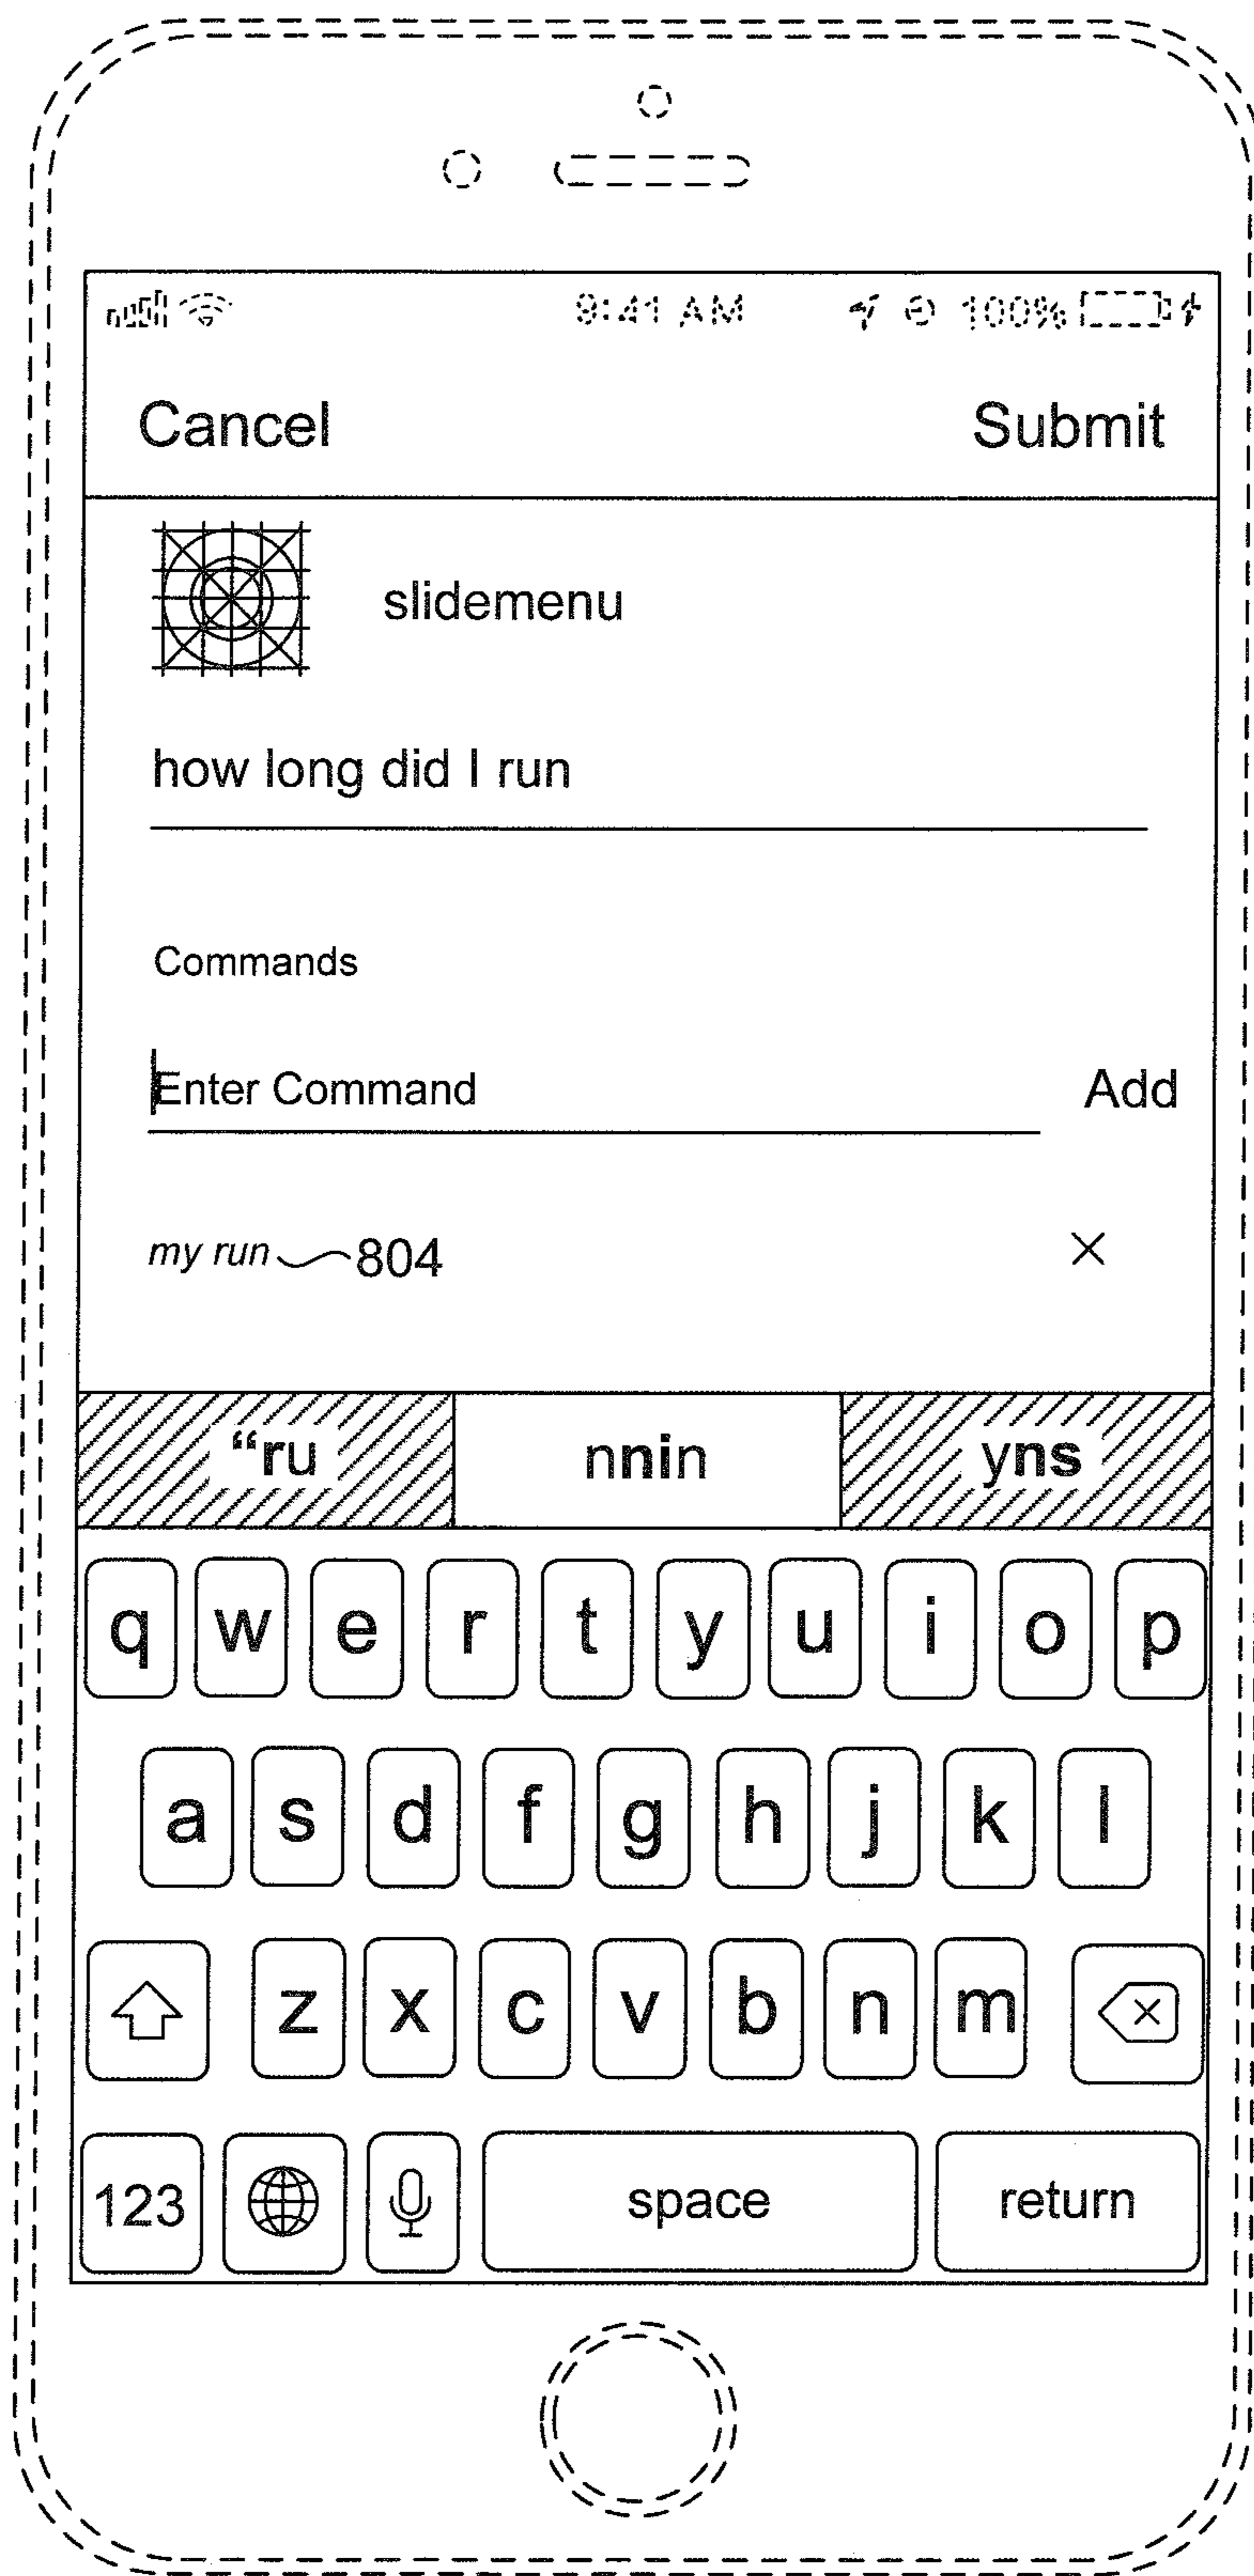 9:41 AM 100%
Cancel Submit
slidemenu
how long did I run
Commands
Enter Command Add
my run 804
“ru nnin yns
q w e r t y u i o p
a s d f g h j k l
z x c v b n m
123 space return